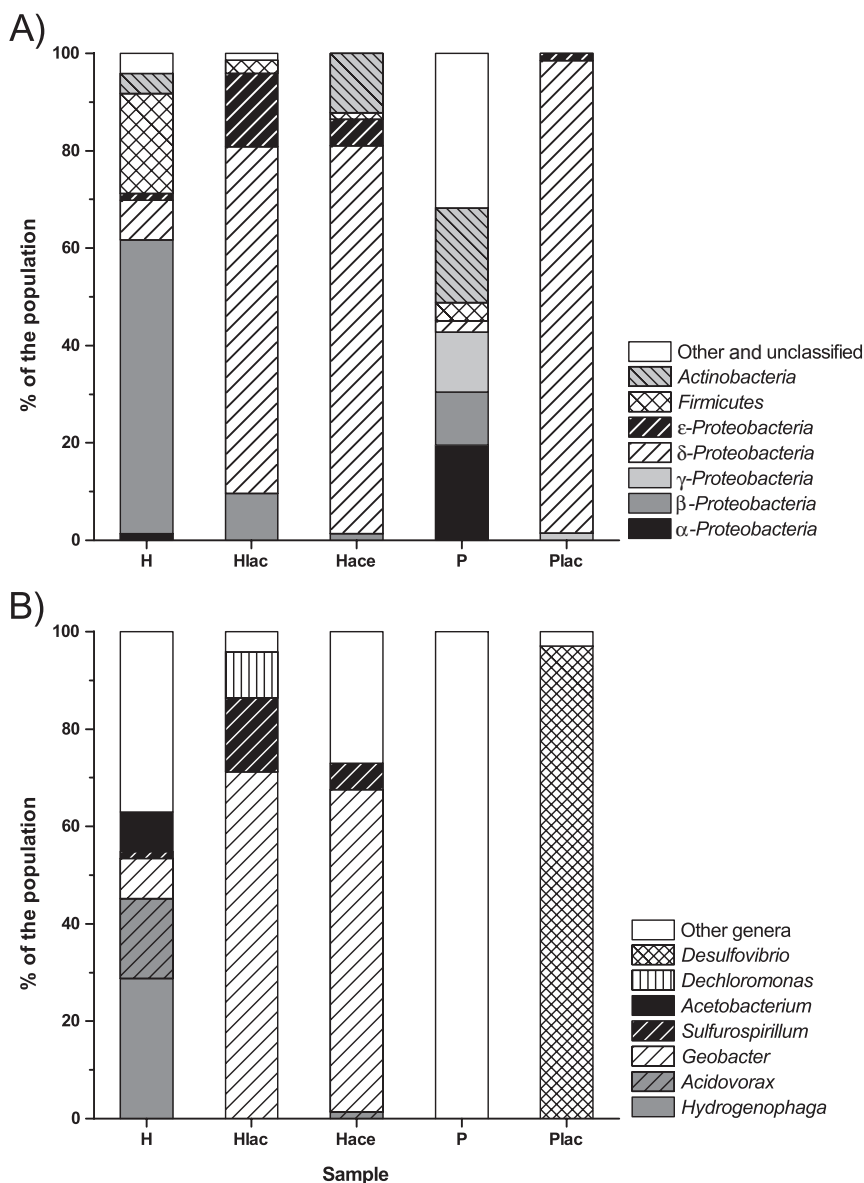 A)
100
80
60
40
20
0
% of the population
H Hlac Hace P Plac
Other and unclassified
Actinobacteria
Firmicutes
ε-Proteobacteria
δ-Proteobacteria
γ-Proteobacteria
β-Proteobacteria
α-Proteobacteria
B)
100
80
60
40
20
0
% of the population
H Hlac Hace P Plac
Sample
Other genera
Desulfovibrio
Dechloromonas
Acetobacterium
Sulfurospirillum
Geobacter
Acidovorax
Hydrogenophaga